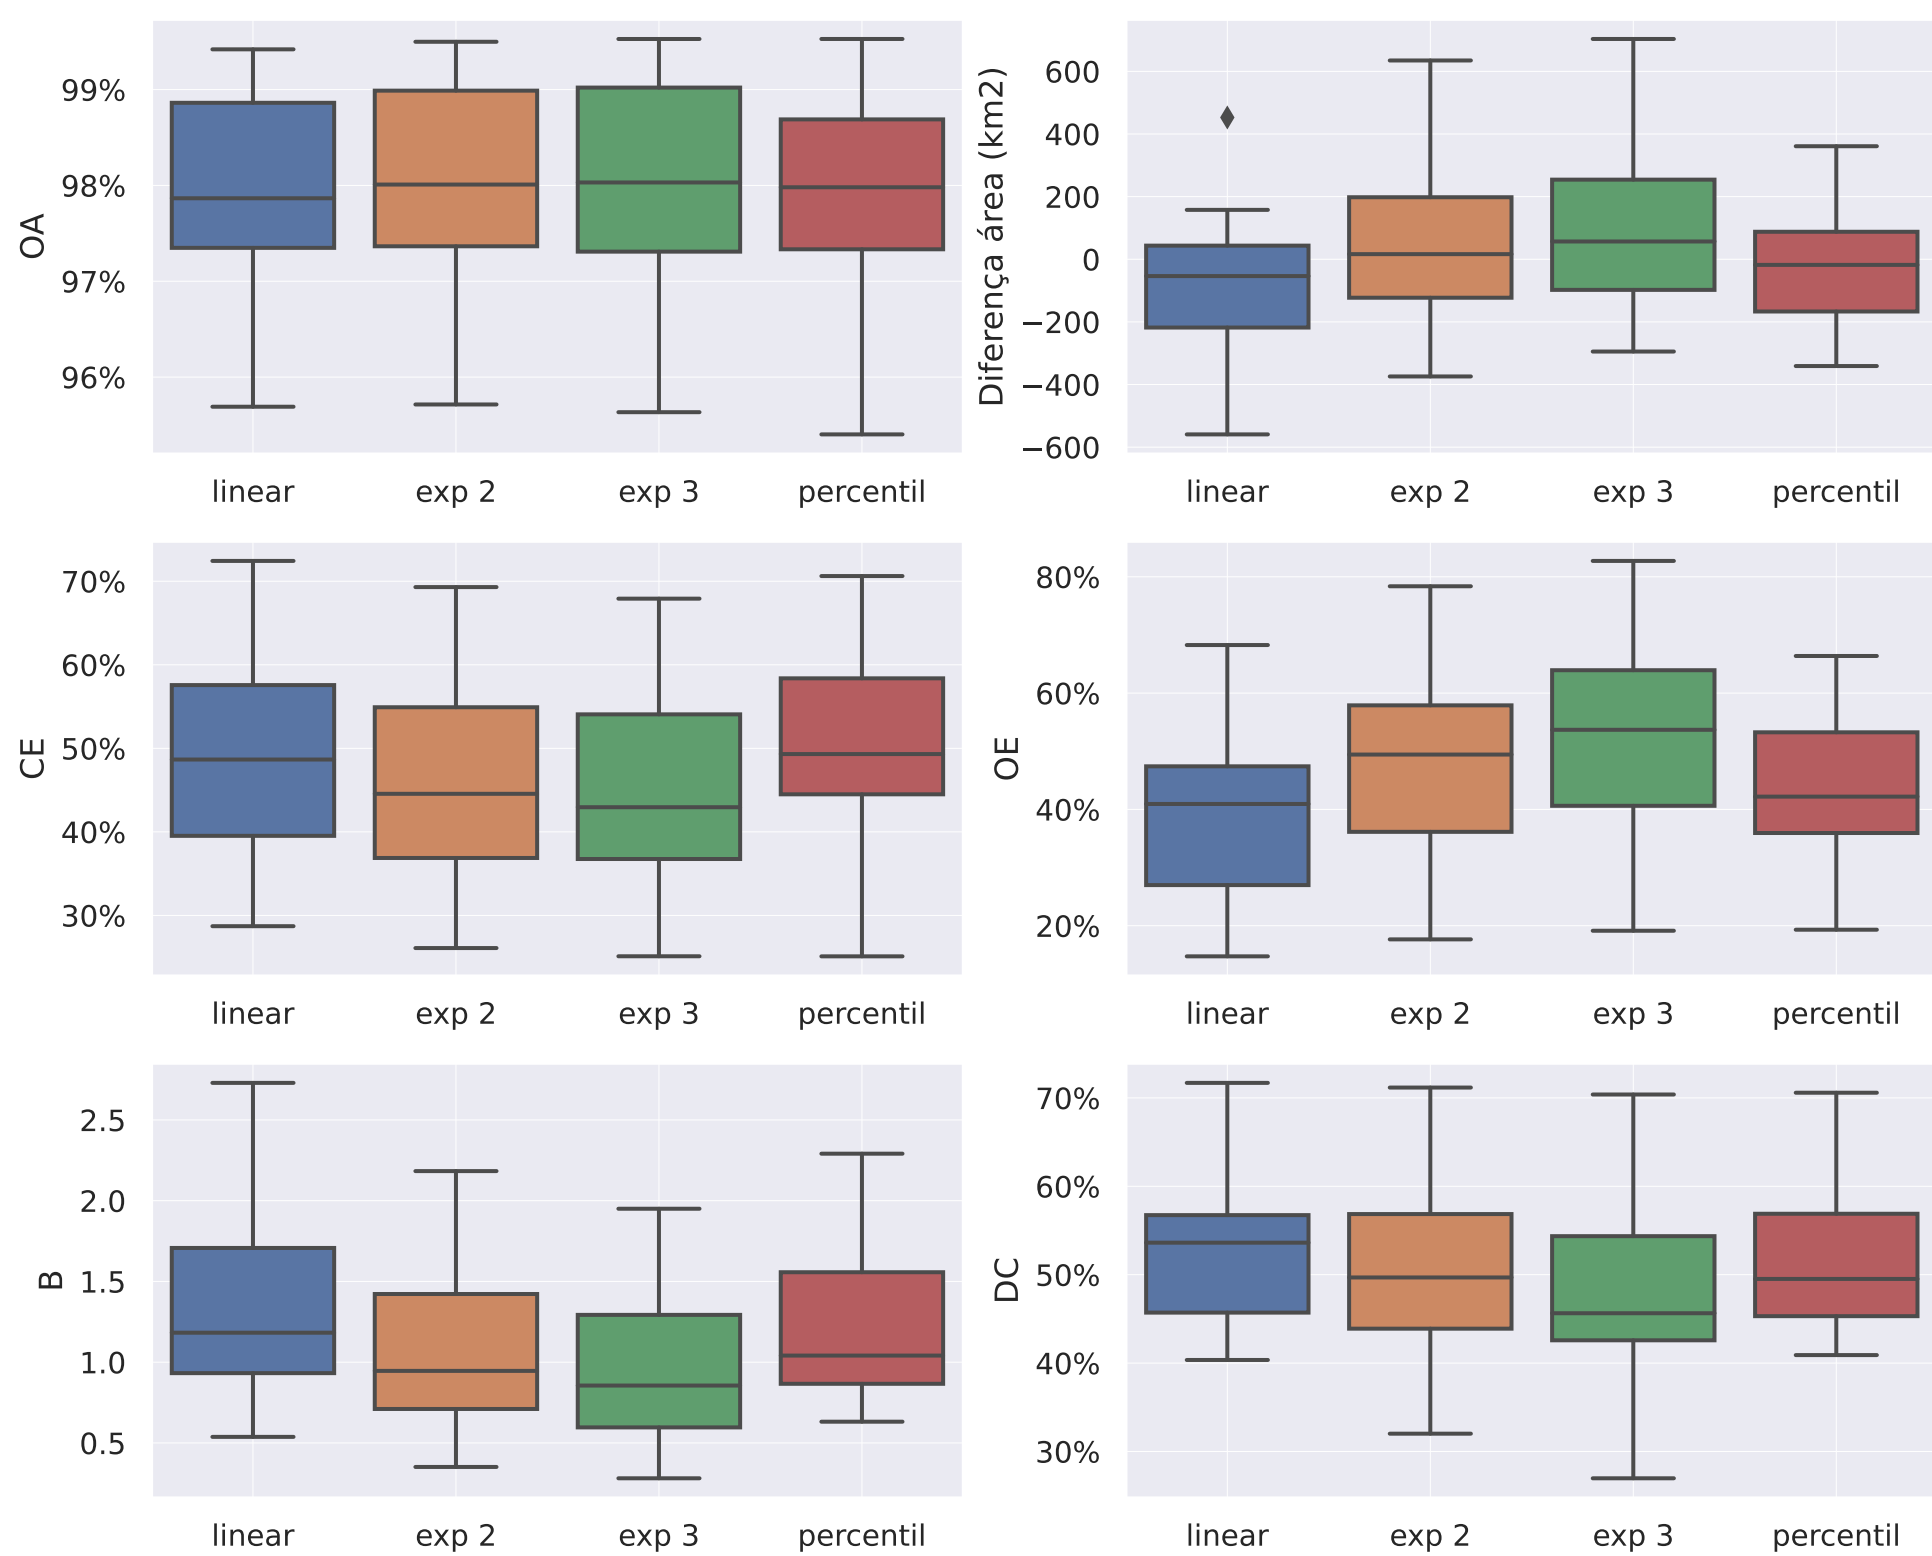 OA
99%
98%
97%
96%
linear exp 2 exp 3 percentil
Diferença área (km2)
600
400
200
0
−200
−400
−600
linear exp 2 exp 3 percentil
CE
70%
60%
50%
40%
30%
linear exp 2 exp 3 percentil
OE
80%
60%
40%
20%
linear exp 2 exp 3 percentil
B
2.5
2.0
1.5
1.0
0.5
linear exp 2 exp 3 percentil
DC
70%
60%
50%
40%
30%
linear exp 2 exp 3 percentil